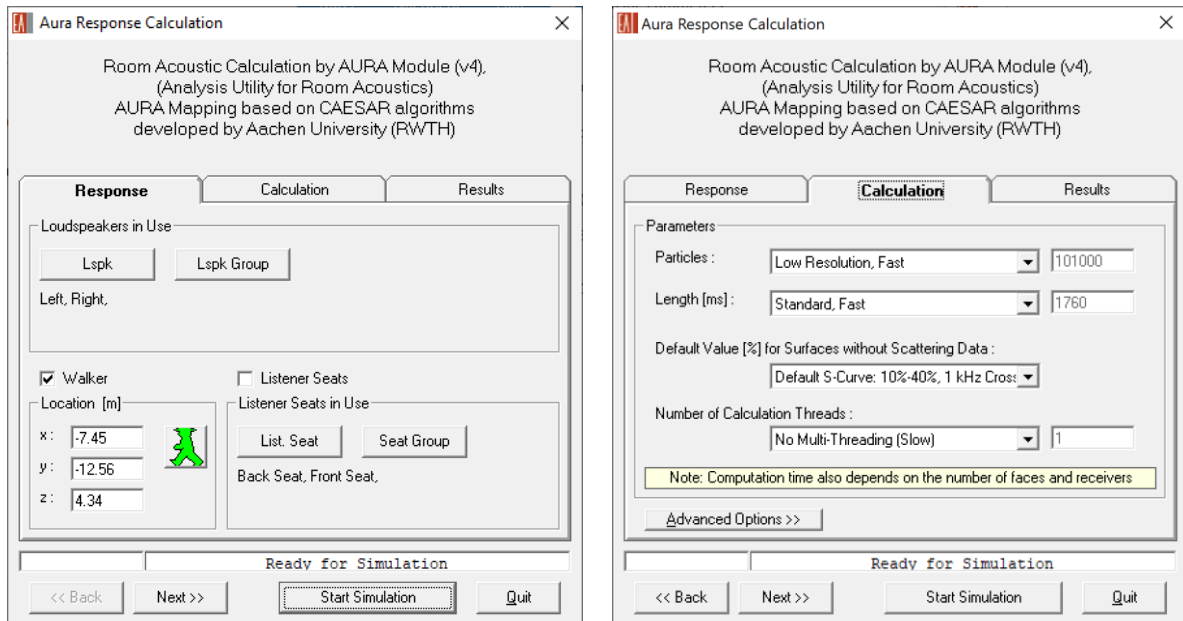 Aura Response Calculation
Room Acoustic Calculation by AURA Module (v4),
(Analysis Utility for Room Acoustics)
AURA Mapping based on CAESAR algorithms
developed by Aachen University (RWTH)
Response Calculation Results
Loudspeakers in Use
Lspk Lspk Group
Left, Right,
Walker Listener Seats
Location [m] Listener Seats in Use
x: -7.45
List. Seat Seat Group
y: -12.56
Back Seat, Front Seat,
z: 4.34
Ready for Simulation
<< Back Next >> Start Simulation Quit
Aura Response Calculation
Room Acoustic Calculation by AURA Module (v4),
(Analysis Utility for Room Acoustics)
AURA Mapping based on CAESAR algorithms
developed by Aachen University (RWTH)
Response Calculation Results
Parameters
Particles : Low Resolution, Fast 101000
Length [ms] : Standard, Fast 1760
Default Value [%] for Surfaces without Scattering Data :
Default S-Curve: 10%-40%, 1 kHz Cross
Number of Calculation Threads :
No Multi-Threading (Slow) 1
Note: Computation time also depends on the number of faces and receivers
Advanced Options >>
Ready for Simulation
<< Back Next >> Start Simulation Quit